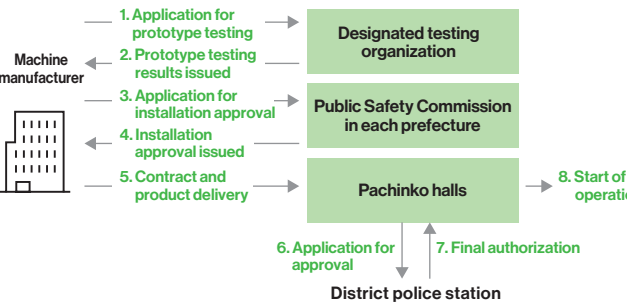 1. Application for
prototype testing
Designated testing
organization
Machine
manufacturer
2. Prototype testing
results issued
3. Application for
installation approval
Public Safety Commission
in each prefecture
4. Installation
approval issued
5. Contract and
product delivery
Pachinko halls
8. Start of
operatio
6. Application for
approval
7. Final authorization
District police station